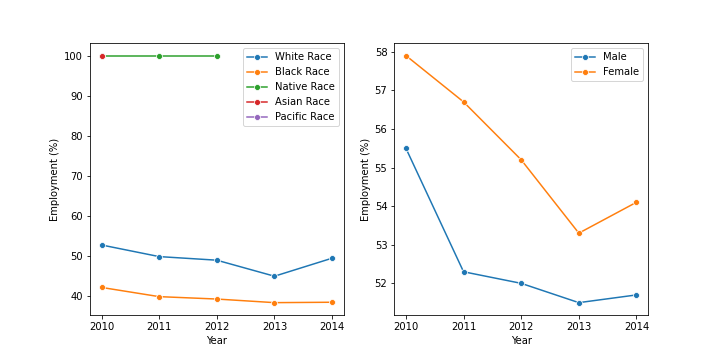 Employment (%)
100
90
80
70
60
50
40
2010 2011 2012 2013 2014
Year
White Race
Black Race
Native Race
Asian Race
Pacific Race
Employment (%)
58
57
56
55
54
53
52
2010 2011 2012 2013 2014
Year
Male
Female